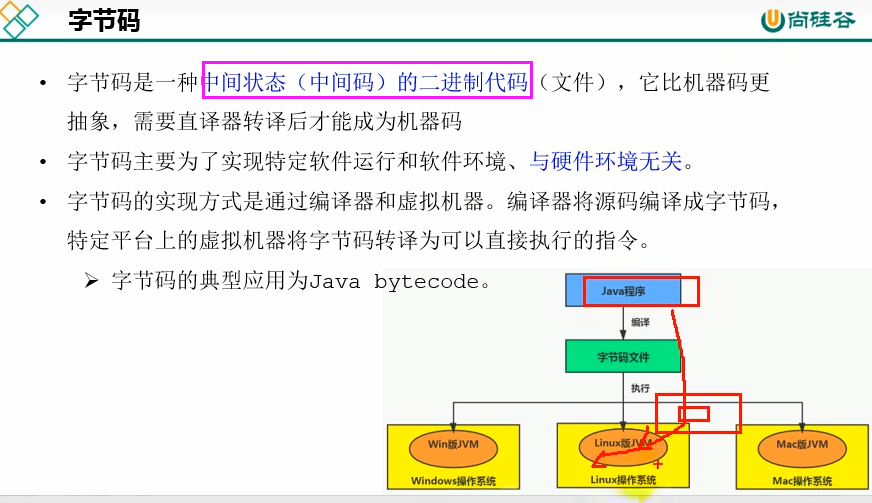 字节码
尚硅谷
• 字节码是一种中间状态（中间码）的二进制代码（文件），它比机器码更
抽象，需要直译器转译后才能成为机器码
• 字节码主要为了实现特定软件运行和软件环境、与硬件环境无关。
• 字节码的实现方式是通过编译器和虚拟机器。编译器将源码编译成字节码，
特定平台上的虚拟机器将字节码转译为可以直接执行的指令。
➢ 字节码的典型应用为Java bytecode。
Java程序
编译
字节码文件
执行
Win版JVM
Linux版JVM
Mac版JVM
Windows操作系统
Linux操作系统
Mac操作系统